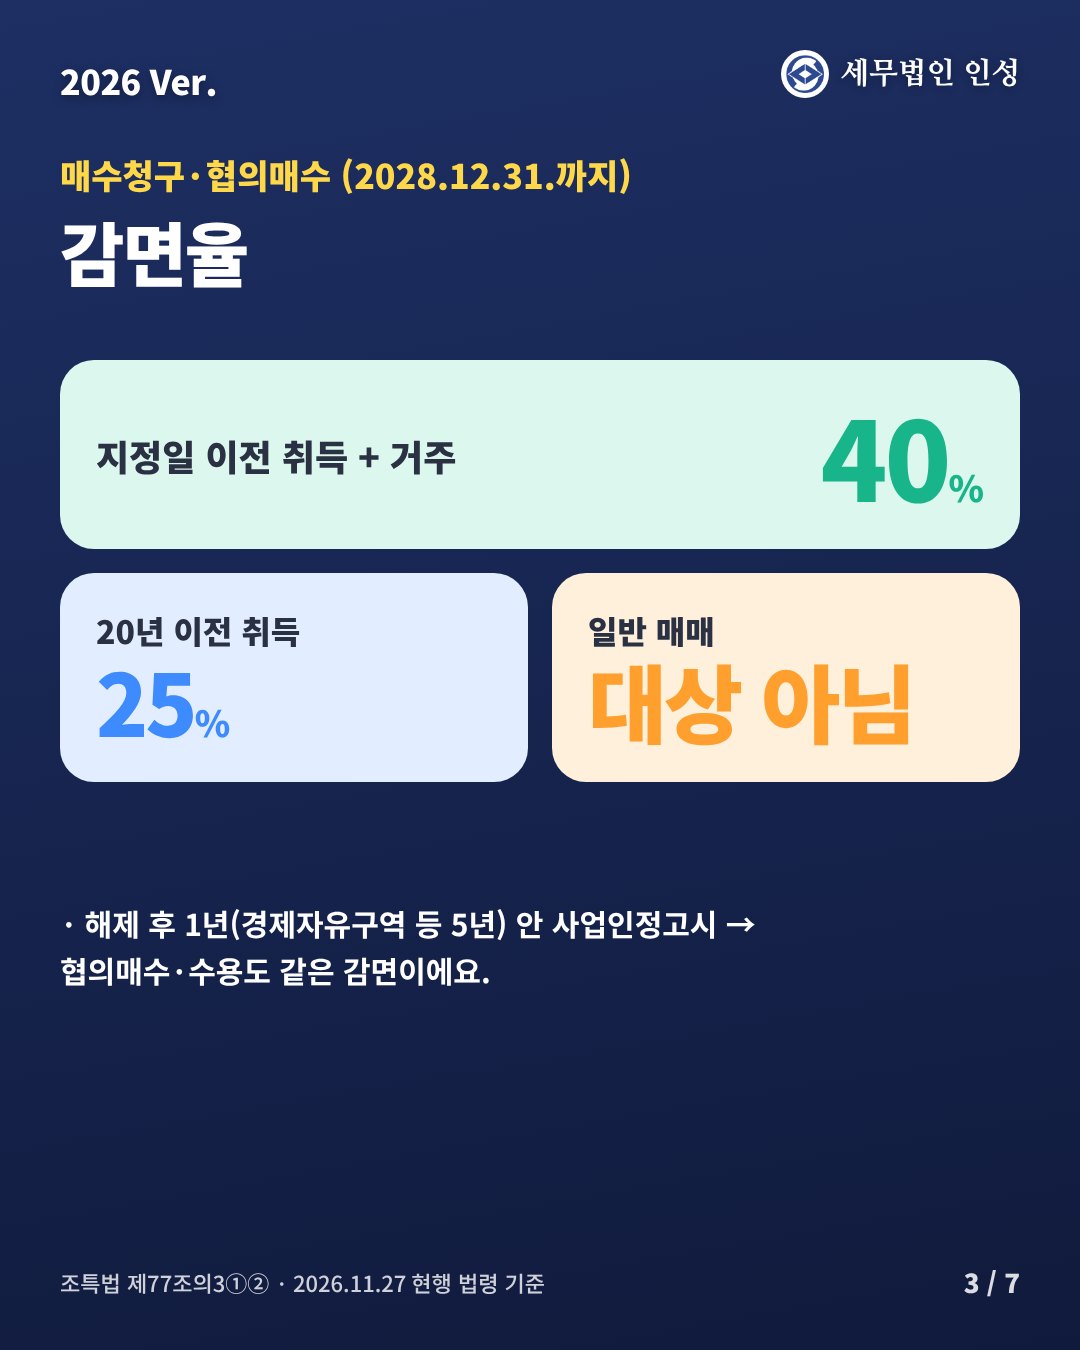 2026 Ver.
세무법인 인성
매수청구·협의매수 (2028.12.31.까지)
감면율
지정일 이전 취득 + 거주
40%
20년 이전 취득
25%
일반 매매
대상 아님
· 해제 후 1년(경제자유구역 등 5년) 안 사업인정고시 →
협의매수·수용도 같은 감면이에요.
조특법 제77조의3①② · 2026.11.27 현행 법령 기준
3 / 7